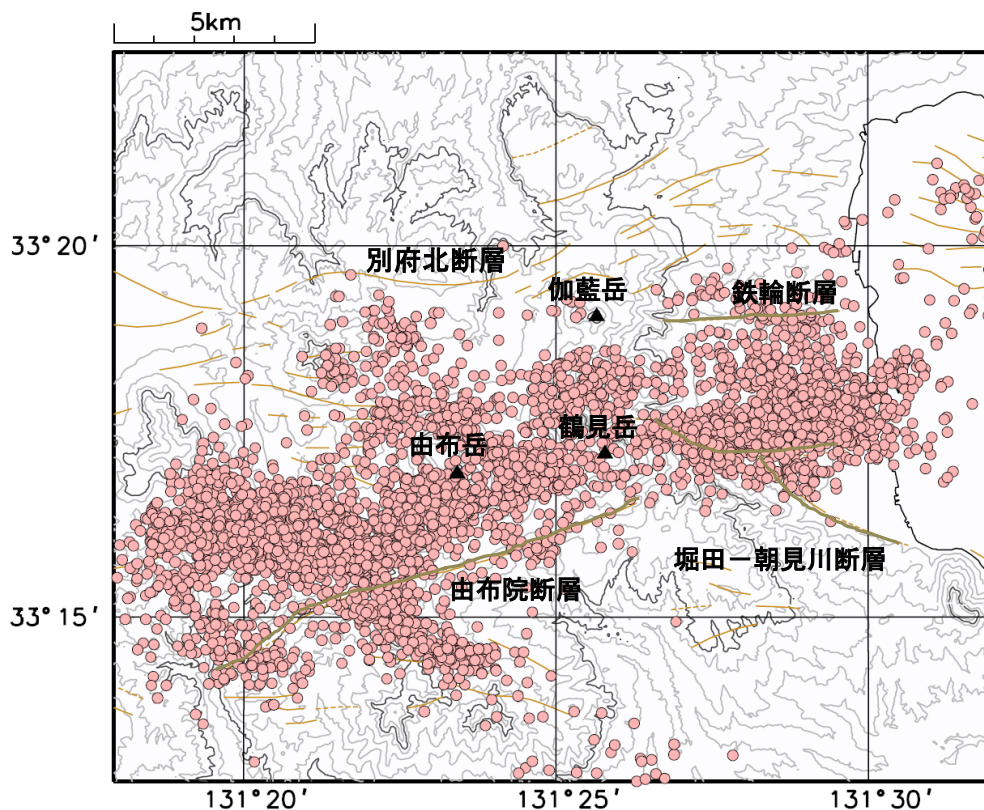 5km
33°20′
別府北断層
伽藍岳
鉄輪断層
鶴見岳
由布岳
堀田－朝見川断層
由布院断層
33°15′
131°20′
131°25′
131°30′